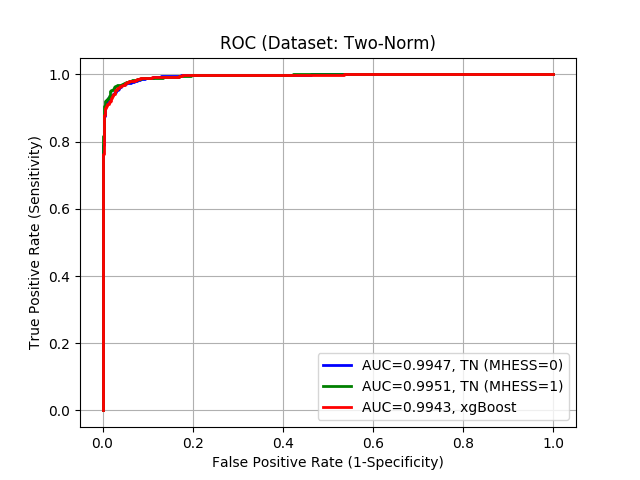 ROC (Dataset: Two-Norm)
True Positive Rate (Sensitivity)
1.0
0.8
0.6
0.4
0.2
0.0
AUC=0.9947, TN (MHESS=0)
AUC=0.9951, TN (MHESS=1)
AUC=0.9943, xgBoost
0.0 0.2 0.4 0.6 0.8 1.0
False Positive Rate (1-Specificity)